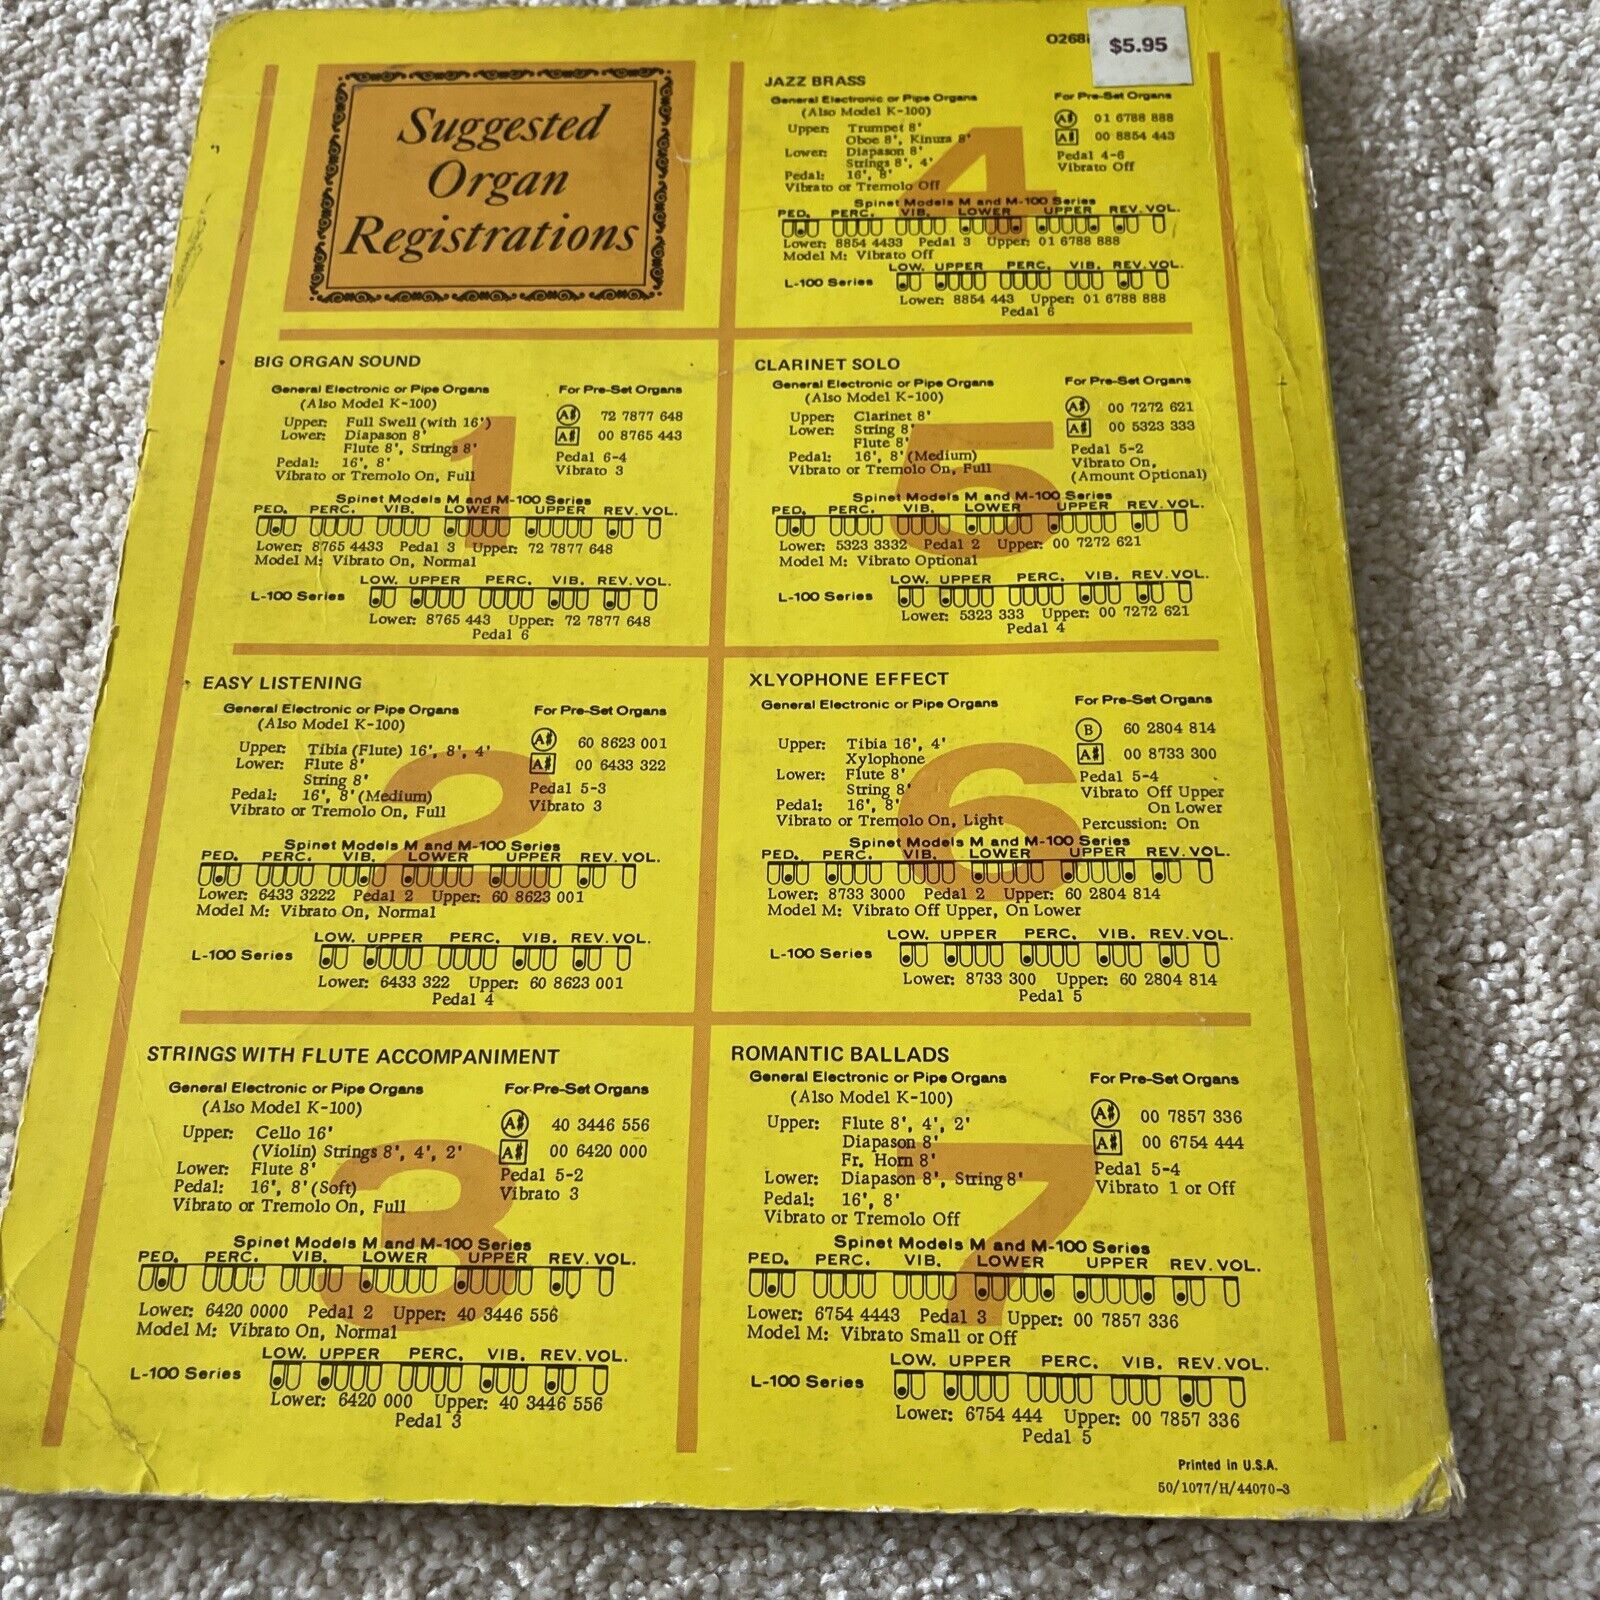 O268
$5.95
Suggested
Organ
Registrations
JAZZ BRASS
4
General Electronic or Pipe Organs
(Also Model K-100)
Upper: Trumpet 8'
Oboe 8', Kinura 8'
Lower: Diapason 8'
Strings 8', 4'
Pedal: 16', 8'
Vibrato or Tremolo Off
For Pre-Set Organs
A# 01 6788 888
A# 00 8854 443
Pedal 4-6
Vibrato Off
Spinet Models M and M-100 Series
PED. PERC. VIB. LOWER UPPER REV. VOL.
Lower: 8854 4433 Pedal 3 Upper: 01 6788 888
Model M: Vibrato Off
LOW. UPPER PERC. VIB. REV. VOL.
L-100 Series
Lower: 8854 443 Upper: 01 6788 888
Pedal 6
BIG ORGAN SOUND
1
General Electronic or Pipe Organs
(Also Model K-100)
Upper: Full Swell (with 16')
Lower: Diapason 8'
Flute 8', Strings 8'
Pedal: 16', 8'
Vibrato or Tremolo On, Full
For Pre-Set Organs
A# 72 7877 648
A# 00 8765 443
Pedal 6-4
Vibrato 3
Spinet Models M and M-100 Series
PED. PERC. VIB. LOWER UPPER REV. VOL.
Lower: 8765 4433 Pedal 3 Upper: 72 7877 648
Model M: Vibrato On, Normal
LOW. UPPER PERC. VIB. REV. VOL.
L-100 Series
Lower: 8765 443 Upper: 72 7877 648
Pedal 6
CLARINET SOLO
5
General Electronic or Pipe Organs
(Also Model K-100)
Upper: Clarinet 8'
Lower: String 8'
Flute 8'
Pedal: 16', 8' (Medium)
Vibrato or Tremolo On, Full
For Pre-Set Organs
A# 00 7272 621
A# 00 5323 333
Pedal 5-2
Vibrato On,
(Amount Optional)
Spinet Models M and M-100 Series
PED. PERC. VIB. LOWER UPPER REV. VOL.
Lower: 5323 3332 Pedal 2 Upper: 00 7272 621
Model M: Vibrato Optional
LOW. UPPER PERC. VIB. REV. VOL.
L-100 Series
Lower: 5323 333 Upper: 00 7272 621
Pedal 4
EASY LISTENING
2
General Electronic or Pipe Organs
(Also Model K-100)
Upper: Tibia (Flute) 16', 8', 4'
Lower: Flute 8'
String 8'
Pedal: 16', 8' (Medium)
Vibrato or Tremolo On, Full
For Pre-Set Organs
A# 60 8623 001
A# 00 6433 322
Pedal 5-3
Vibrato 3
Spinet Models M and M-100 Series
PED. PERC. VIB. LOWER UPPER REV. VOL.
Lower: 6433 3222 Pedal 2 Upper: 60 8623 001
Model M: Vibrato On, Normal
LOW. UPPER PERC. VIB. REV. VOL.
L-100 Series
Lower: 6433 322 Upper: 60 8623 001
Pedal 4
XLYOPHONE EFFECT
6
General Electronic or Pipe Organs
Upper: Tibia 16', 4'
Xylophone
Lower: Flute 8'
String 8'
Pedal: 16', 8'
Vibrato or Tremolo On, Light
For Pre-Set Organs
B 60 2804 814
A# 00 8733 300
Pedal 5-4
Vibrato Off Upper
On Lower
Percussion: On
Spinet Models M and M-100 Series
PED. PERC. VIB. LOWER UPPER REV. VOL.
Lower: 8733 3000 Pedal 2 Upper: 60 2804 814
Model M: Vibrato Off Upper, On Lower
LOW. UPPER PERC. VIB. REV. VOL.
L-100 Series
Lower: 8733 300 Upper: 60 2804 814
Pedal 5
STRINGS WITH FLUTE ACCOMPANIMENT
3
General Electronic or Pipe Organs
(Also Model K-100)
Upper: Cello 16'
(Violin) Strings 8', 4', 2'
Lower: Flute 8'
Pedal: 16', 8' (Soft)
Vibrato or Tremolo On, Full
For Pre-Set Organs
A# 40 3446 556
A# 00 6420 000
Pedal 5-2
Vibrato 3
Spinet Models M and M-100 Series
PED. PERC. VIB. LOWER UPPER REV. VOL.
Lower: 6420 0000 Pedal 2 Upper: 40 3446 556
Model M: Vibrato On, Normal
LOW. UPPER PERC. VIB. REV. VOL.
L-100 Series
Lower: 6420 000 Upper: 40 3446 556
Pedal 3
ROMANTIC BALLADS
7
General Electronic or Pipe Organs
(Also Model K-100)
Upper: Flute 8', 4', 2'
Diapason 8'
Fr. Horn 8'
Lower: Diapason 8', String 8'
Pedal: 16', 8'
Vibrato or Tremolo Off
For Pre-Set Organs
A# 00 7857 336
A# 00 6754 444
Pedal 5-4
Vibrato 1 or Off
Spinet Models M and M-100 Series
PED. PERC. VIB. LOWER UPPER REV. VOL.
Lower: 6754 4443 Pedal 3 Upper: 00 7857 336
Model M: Vibrato Small or Off
LOW. UPPER PERC. VIB. REV. VOL.
L-100 Series
Lower: 6754 444 Upper: 00 7857 336
Pedal 5
Printed in U.S.A.
50/1077/H/44070-3